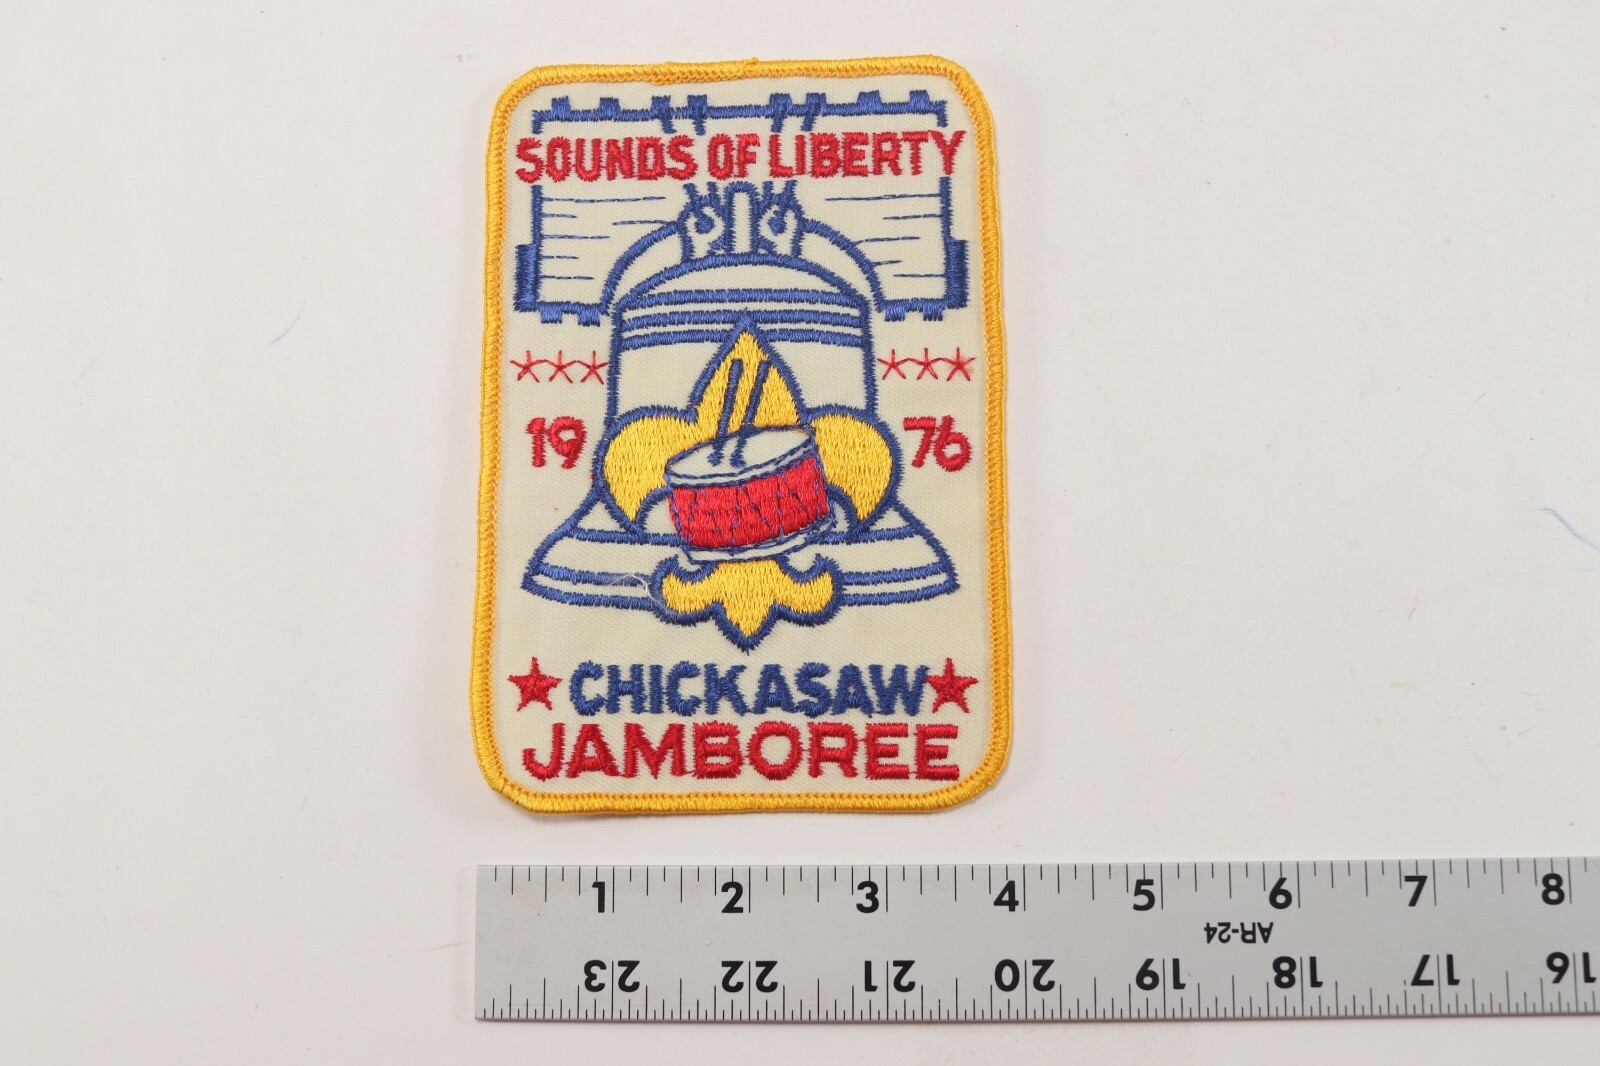 SOUNDS OF LIBERTY
19 76
CHICKASAW
JAMBOREE
1 2 3 4 5 6 7 8
AR-24
23 22 21 20 19 18 17 16